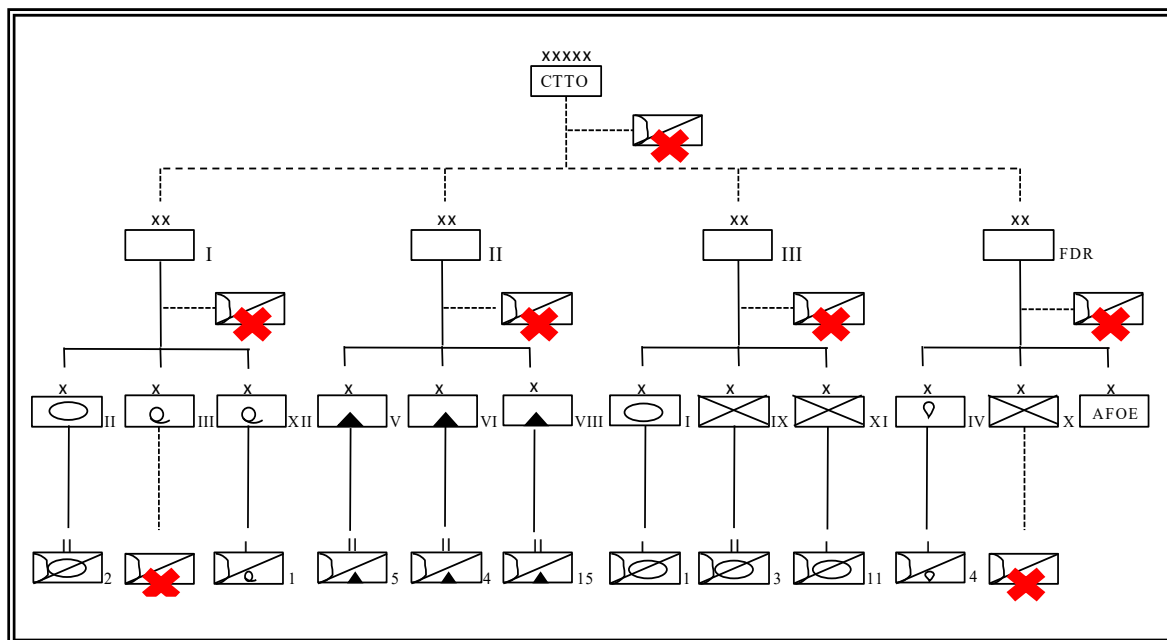 XXXXX
CTTO
XX XX XX XX
I II III FDR
X X X X X X X X X X X X
II III XII V VI VIII I IX XI IV X AFOE
II I II II II I II I I
2 1 5 4 15 1 3 11 4